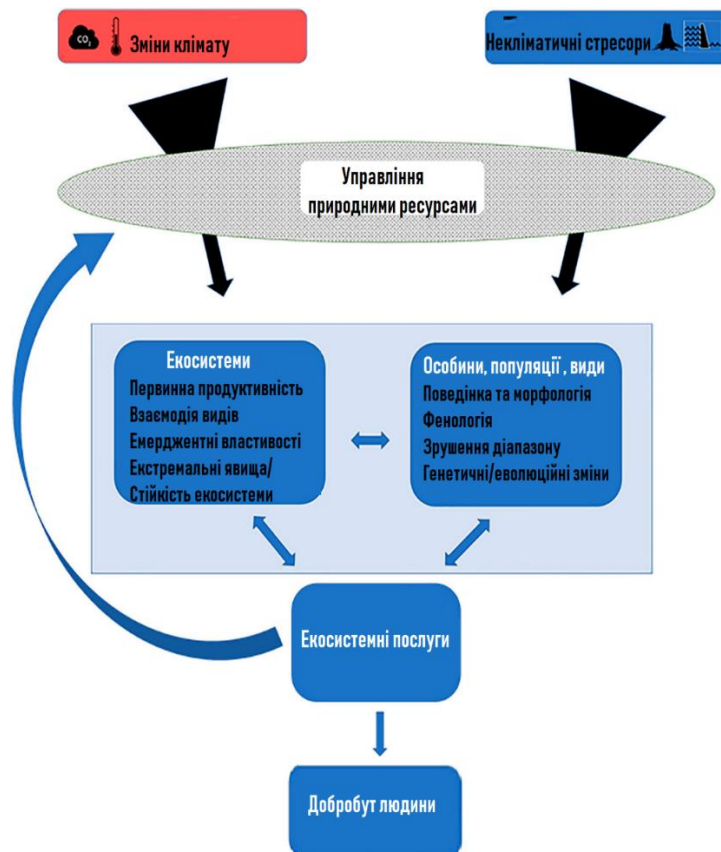 CO₂
Зміни клімату
Некліматичні стресори
Управління
природними ресурсами
Екосистеми
Первинна продуктивність
Взаємодія видів
Емерджентні властивості
Екстремальні явища/
Стійкість екосистеми
Особини, популяції , види
Поведінка та морфологія
Фенологія
Зрушення діапазону
Генетичні/еволюційні зміни
Екосистемні послуги
Добробут людини